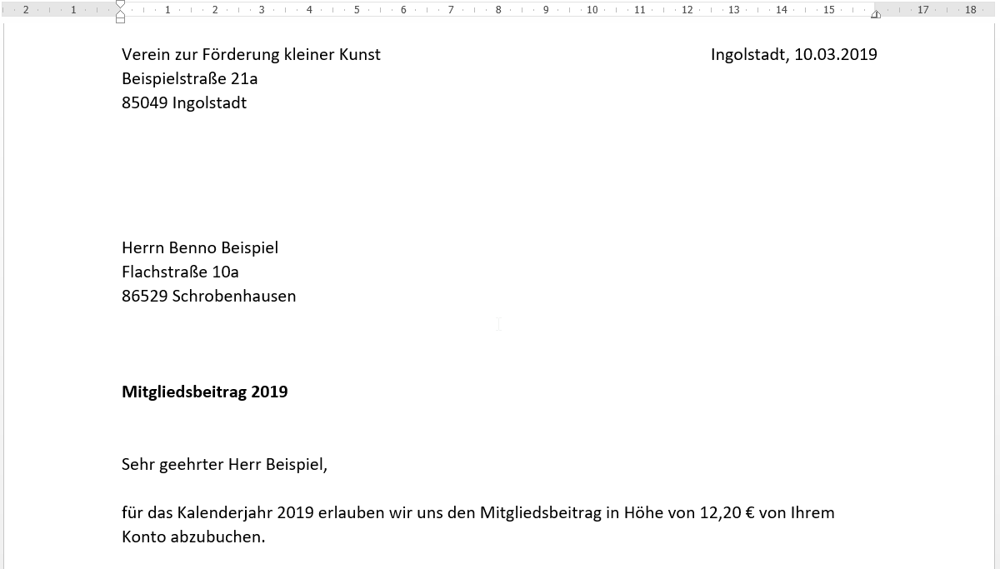 2 1 1 2 3 4 5 6 7 8 9 10 11 12 13 14 15 17 18
Verein zur Förderung kleiner Kunst Ingolstadt, 10.03.2019
Beispielstraße 21a
85049 Ingolstadt
Herrn Benno Beispiel
Flachstraße 10a
86529 Schrobenhausen
Mitgliedsbeitrag 2019
Sehr geehrter Herr Beispiel,
für das Kalenderjahr 2019 erlauben wir uns den Mitgliedsbeitrag in Höhe von 12,20 € von Ihrem
Konto abzubuchen.